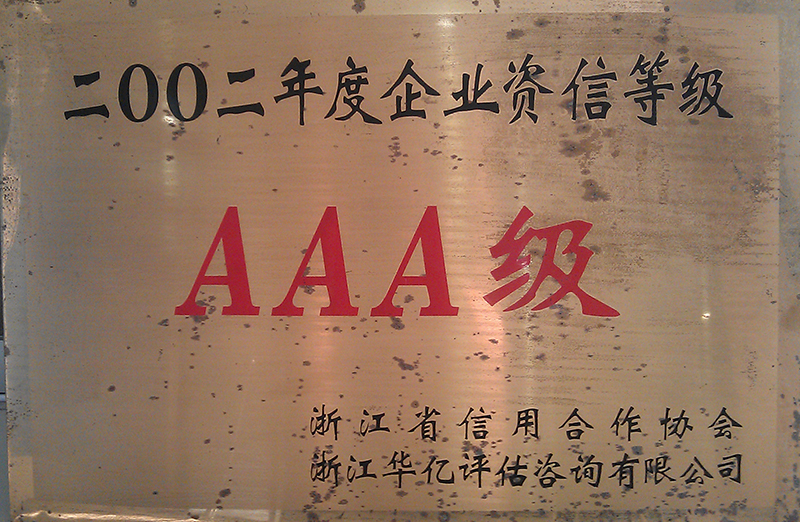 二00二年度企业资信等级
AAA级
浙江省信用合作协会
浙江华亿评估咨询有限公司